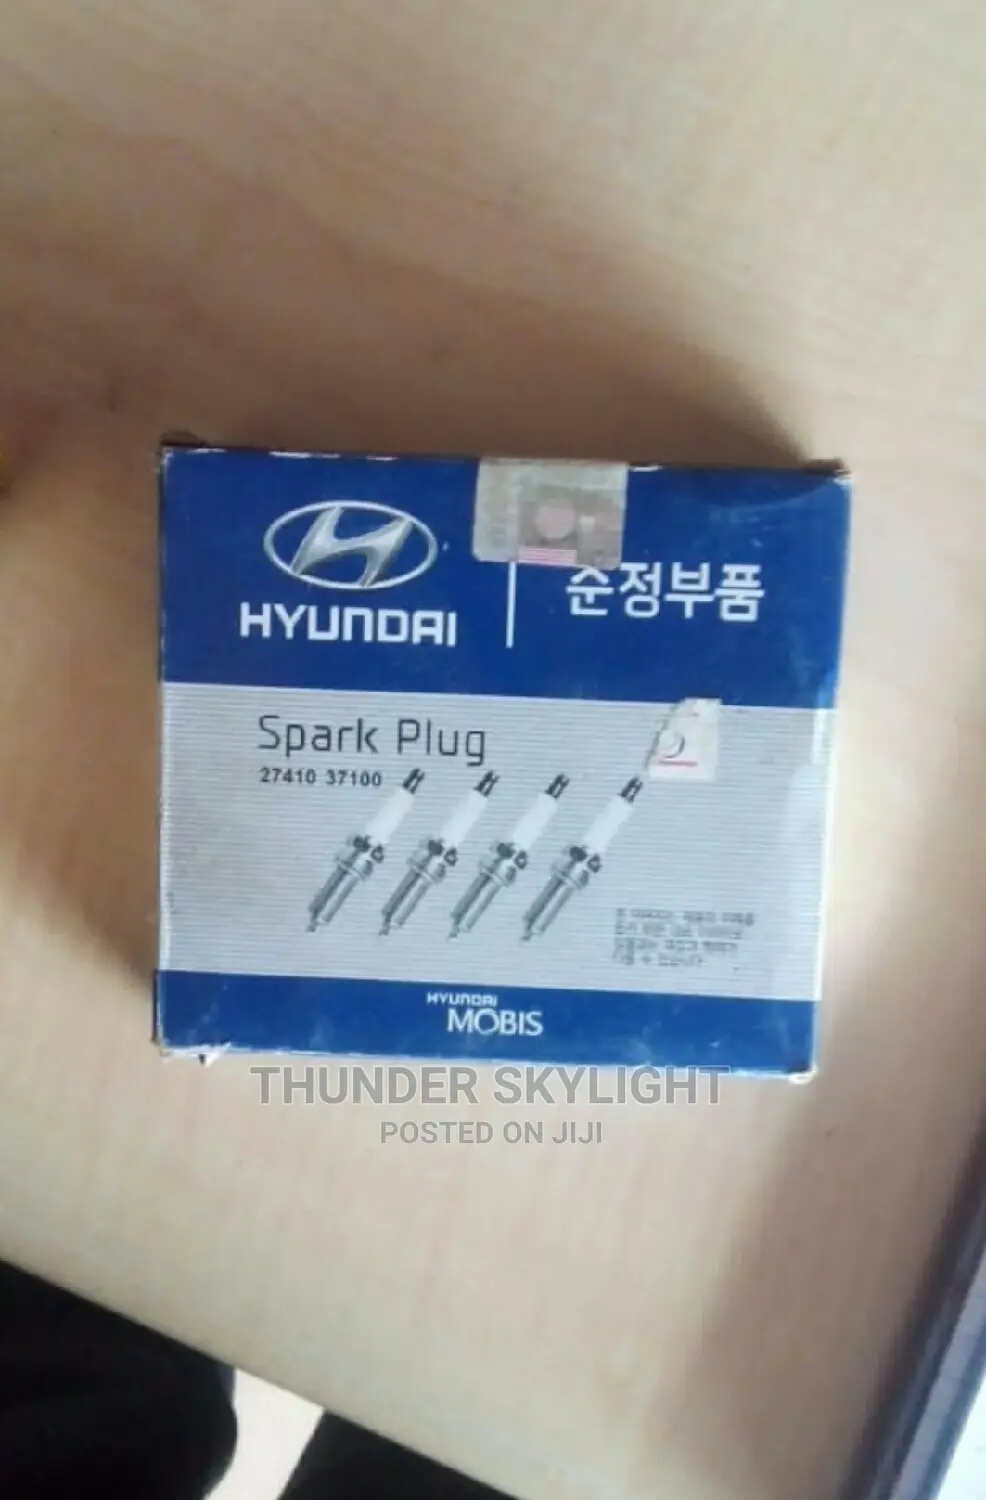 HYUNDAI
순정부품
Spark Plug
27410 37100
HYUNDAI
MOBIS
THUNDER SKYLIGHT
POSTED ON JIJI